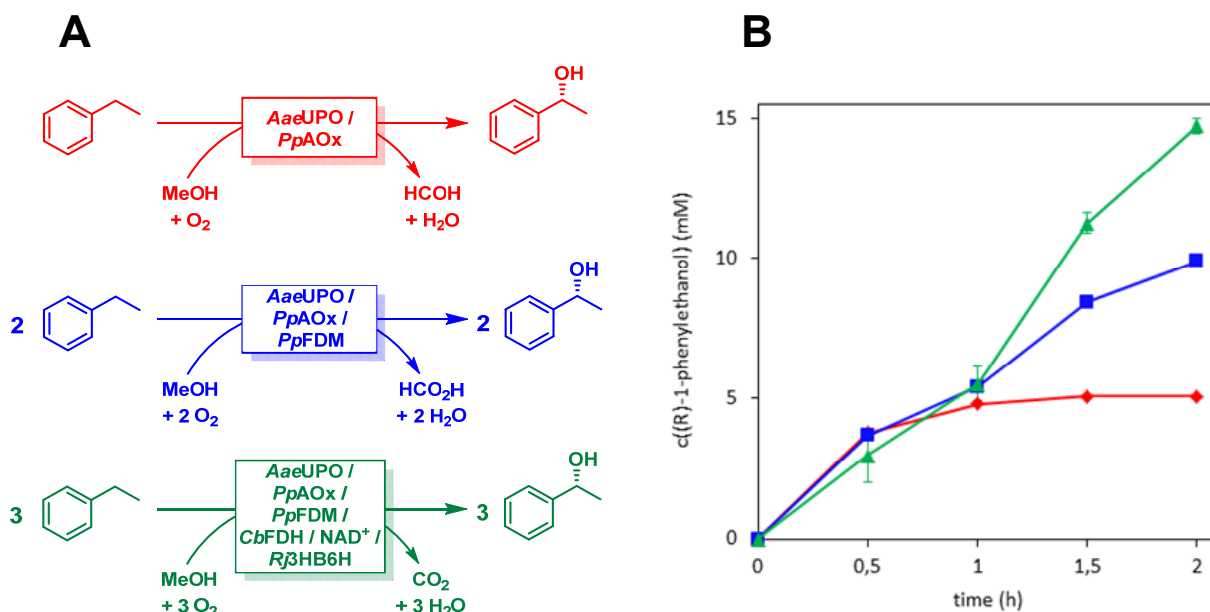 A
OH
AaeUPO /
PpAOx
MeOH
+ O₂
HCOH
+ H₂O
2
OH
AaeUPO /
PpAOx /
PpFDM
2
MeOH
+ 2 O₂
HCO₂H
+ 2 H₂O
3
OH
AaeUPO /
PpAOx /
PpFDM /
CbFDH / NAD⁺ /
Rj3HB6H
3
MeOH
+ 3 O₂
CO₂
+ 3 H₂O
B
c((R)-1-phenylethanol) (mM)
15
10
5
0
0 0,5 1 1,5 2
time (h)